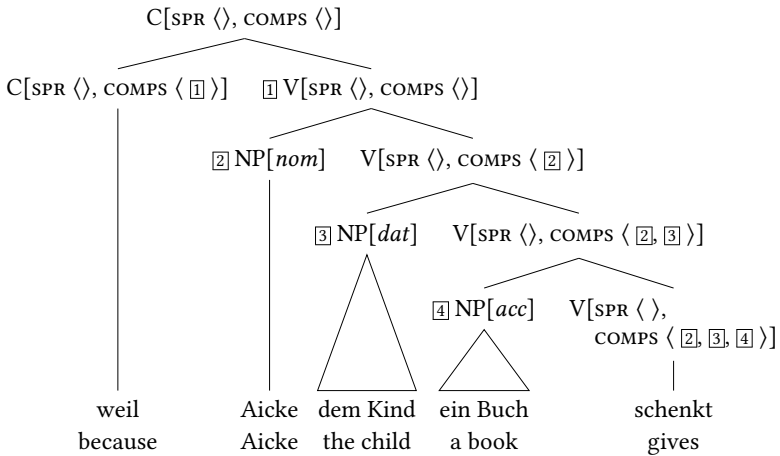 C[SPR ⟨⟩, COMPS ⟨⟩]
C[SPR ⟨⟩, COMPS ⟨ 1 ⟩] 1 V[SPR ⟨⟩, COMPS ⟨⟩]
2 NP[nom] V[SPR ⟨⟩, COMPS ⟨ 2 ⟩]
3 NP[dat] V[SPR ⟨⟩, COMPS ⟨ 2, 3 ⟩]
4 NP[acc] V[SPR ⟨ ⟩,
COMPS ⟨ 2, 3, 4 ⟩]
weil Aicke dem Kind ein Buch schenkt
because Aicke the child a book gives